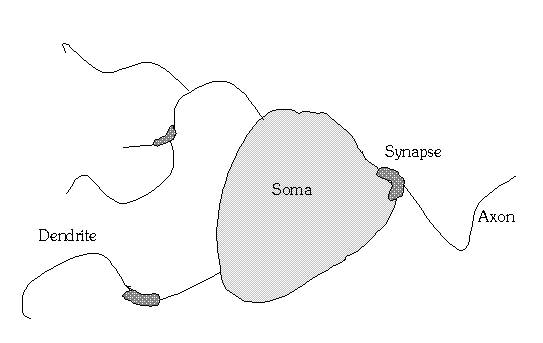 Synapse
Soma
Axon
Dendrite